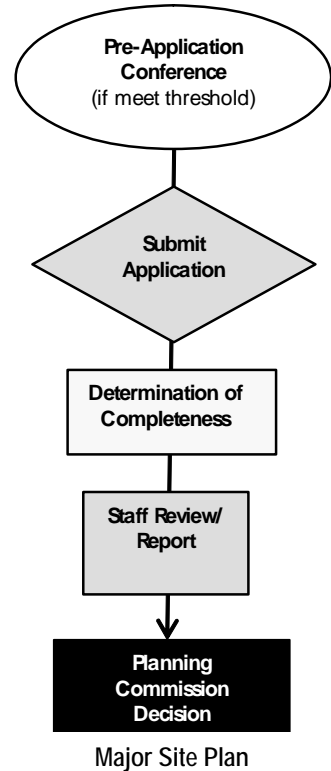 Pre-Application
Conference
(if meet threshold)
Submit
Application
Determination of
Completeness
Staff Review/
Report
Planning
Commission
Decision
Major Site Plan